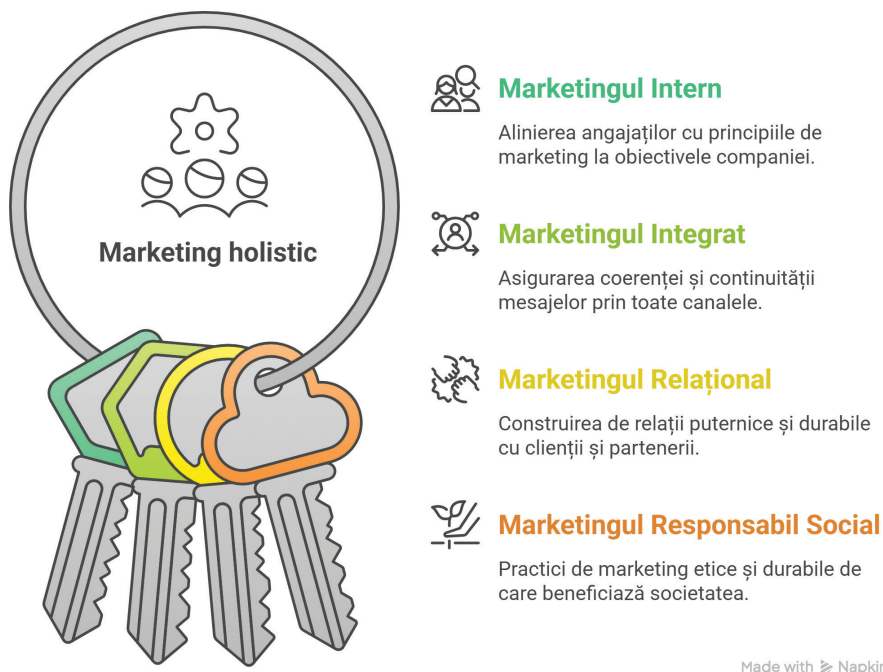 Marketing holistic
Marketingul Intern
Alinierea angajaților cu principiile de
marketing la obiectivele companiei.
Marketingul Integrat
Asigurarea coerenței și continuității
mesajelor prin toate canalele.
Marketingul Relațional
Construirea de relații puternice și durabile
cu clienții și partenerii.
Marketingul Responsabil Social
Practici de marketing etice și durabile de
care beneficiază societatea.
Made with Napkin